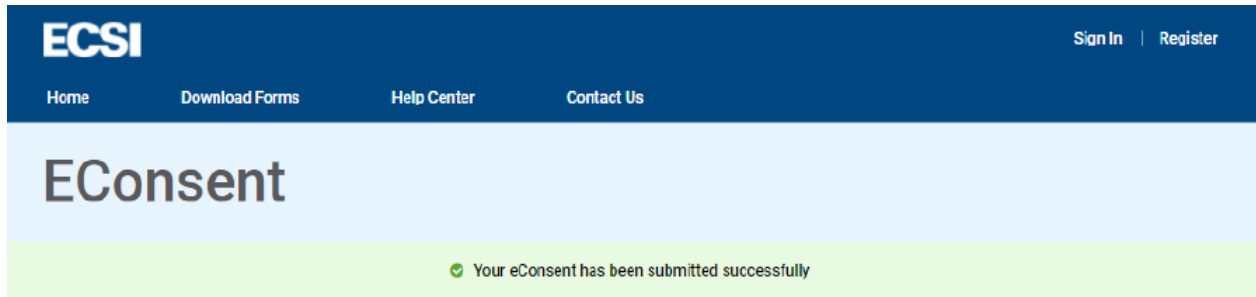 ECSI
Sign In | Register
Home Download Forms Help Center Contact Us
EConsent
Your eConsent has been submitted successfully